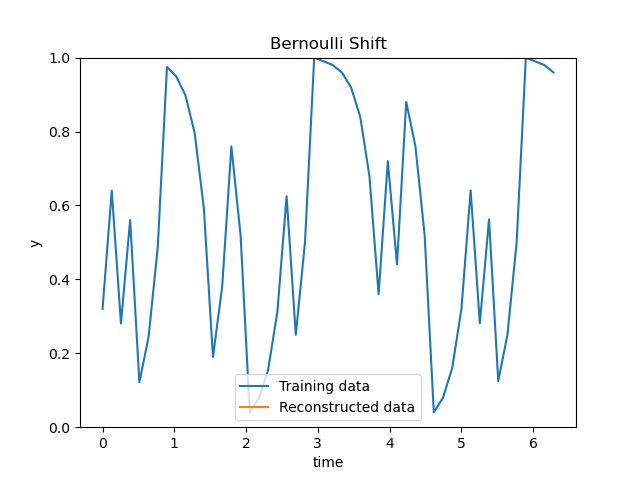 Bernoulli Shift
1.0
0.8
0.6
0.4
0.2
0.0
y
Training data
Reconstructed data
0 1 2 3 4 5 6
time